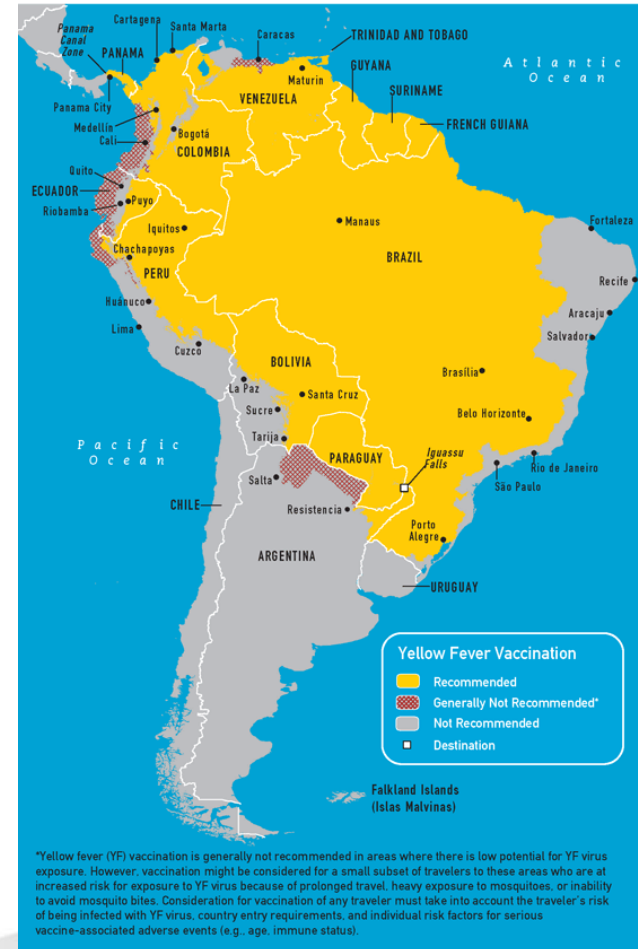 Panama
Canal
Zone
Cartagena
Santa Marta
PANAMA
Caracas
TRINIDAD AND TOBAGO
GUYANA
Atlantic
Ocean
SURINAME
FRENCH GUIANA
Maturin
VENEZUELA
Panama City
Medellín
Bogotá
Cali
COLOMBIA
Quito
ECUADOR
Puyo
Riobamba
Iquitos
Manaus
Fortaleza
Chachapoyas
BRAZIL
PERU
Recife
Huánuco
Aracaju
Lima
Salvador
Cuzco
BOLIVIA
La Paz
Santa Cruz
Brasília
Sucre
Belo Horizonte
Tarija
Pacific
Ocean
PARAGUAY
Iguassu
Falls
Rio de Janeiro
Salta
São Paulo
CHILE
Resistencia
Porto
Alegre
ARGENTINA
URUGUAY
Yellow Fever Vaccination
Recommended
Generally Not Recommended*
Not Recommended
Destination
Falkland Islands
(Islas Malvinas)
*Yellow fever (YF) vaccination is generally not recommended in areas where there is low potential for YF virus
exposure. However, vaccination might be considered for a small subset of travelers to these areas who are at
increased risk for exposure to YF virus because of prolonged travel, heavy exposure to mosquitoes, or inability
to avoid mosquito bites. Consideration for vaccination of any traveler must take into account the traveler's risk
of being infected with YF virus, country entry requirements, and individual risk factors for serious
vaccine-associated adverse events (e.g., age, immune status).